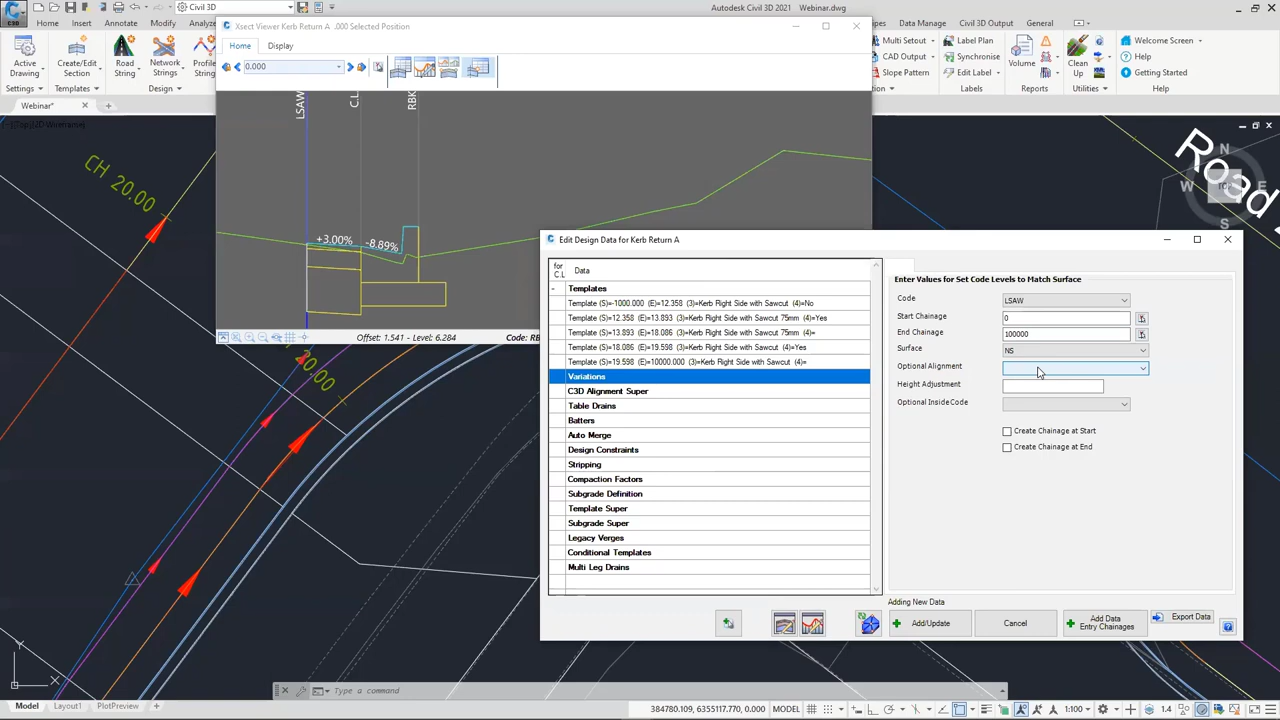 C3D
Civil 3D
Autodesk Civil 3D 2021
Webinar.dwg
Home
Insert
Annotate
Modify
Analyze
Data Manage
Civil 3D Output
General
Active
Drawing
Create/Edit
Section
Road
String
Network
Strings
Profile
String
Multi Setout
CAD Output
Slope Pattern
Label Plan
Synchronise
Edit Label
Volume
Clean
Up
Welcome Screen
Help
Getting Started
Settings
Templates
Design
Labels
Reports
Utilities
Help
Webinar*
Xsect Viewer Kerb Return A .000 Selected Position
Home
Display
0.000
LSAW
C.L
RBK
+3.00%
-8.89%
Offset: 1.541 - Level: 6.284
Code: RB
CH 20.00
20.00
Road
N
W
TOP
E
S
Edit Design Data for Kerb Return A
for
C.L
Data
Templates
Template (S)=-1000.000 (E)=12.358 (3)=Kerb Right Side with Sawcut (4)=No
Template (S)=12.358 (E)=13.893 (3)=Kerb Right Side with Sawcut 75mm (4)=Yes
Template (S)=13.893 (E)=18.086 (3)=Kerb Right Side with Sawcut 75mm (4)=
Template (S)=18.086 (E)=19.598 (3)=Kerb Right Side with Sawcut (4)=Yes
Template (S)=19.598 (E)=10000.000 (3)=Kerb Right Side with Sawcut (4)=
Variations
C3D Alignment Super
Table Drains
Batters
Auto Merge
Design Constraints
Stripping
Compaction Factors
Subgrade Definition
Template Super
Subgrade Super
Legacy Verges
Conditional Templates
Multi Leg Drains
Enter Values for Set Code Levels to Match Surface
Code
LSAW
Start Chainage
0
End Chainage
100000
Surface
NS
Optional Alignment
Height Adjustment
Optional Inside Code
Create Chainage at Start
Create Chainage at End
Adding New Data
Add/Update
Cancel
Add Data
Entry Chainages
Export Data
Y
X
Type a command
Model
Layout1
PlotPreview
384780.109, 6355117.770, 0.000
MODEL
1:100
1.4